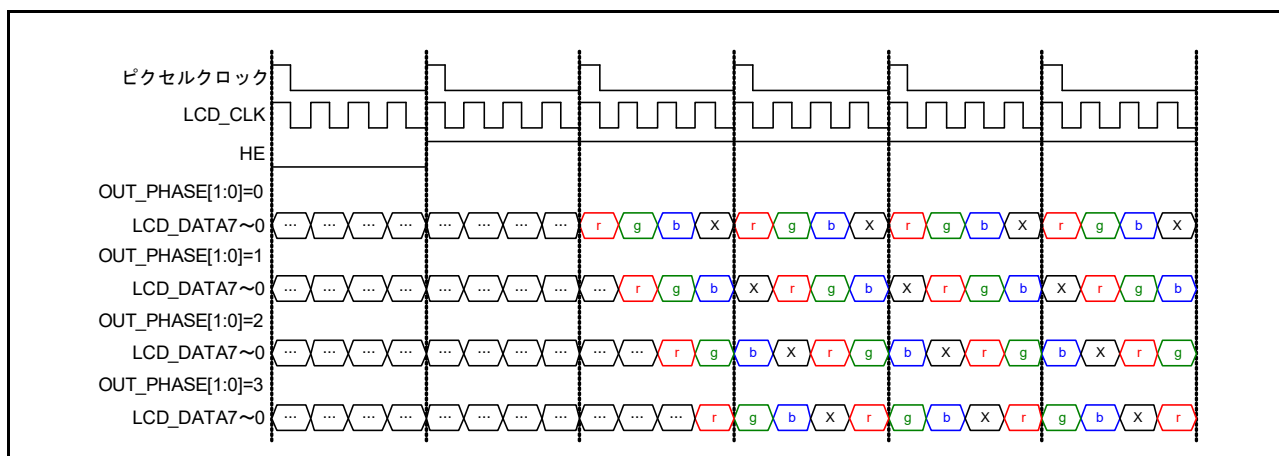 ピクセルクロック
LCD_CLK
HE
OUT_PHASE[1:0]=0
LCD_DATA7~0 ... ... ... ... ... ... ... ... r g b X r g b X r g b X r g b X
OUT_PHASE[1:0]=1
LCD_DATA7~0 ... ... ... ... ... ... ... ... ... r g b X r g b X r g b X r g b
OUT_PHASE[1:0]=2
LCD_DATA7~0 ... ... ... ... ... ... ... ... ... ... r g b X r g b X r g b X r g
OUT_PHASE[1:0]=3
LCD_DATA7~0 ... ... ... ... ... ... ... ... ... ... ... r g b X r g b X r g b X r